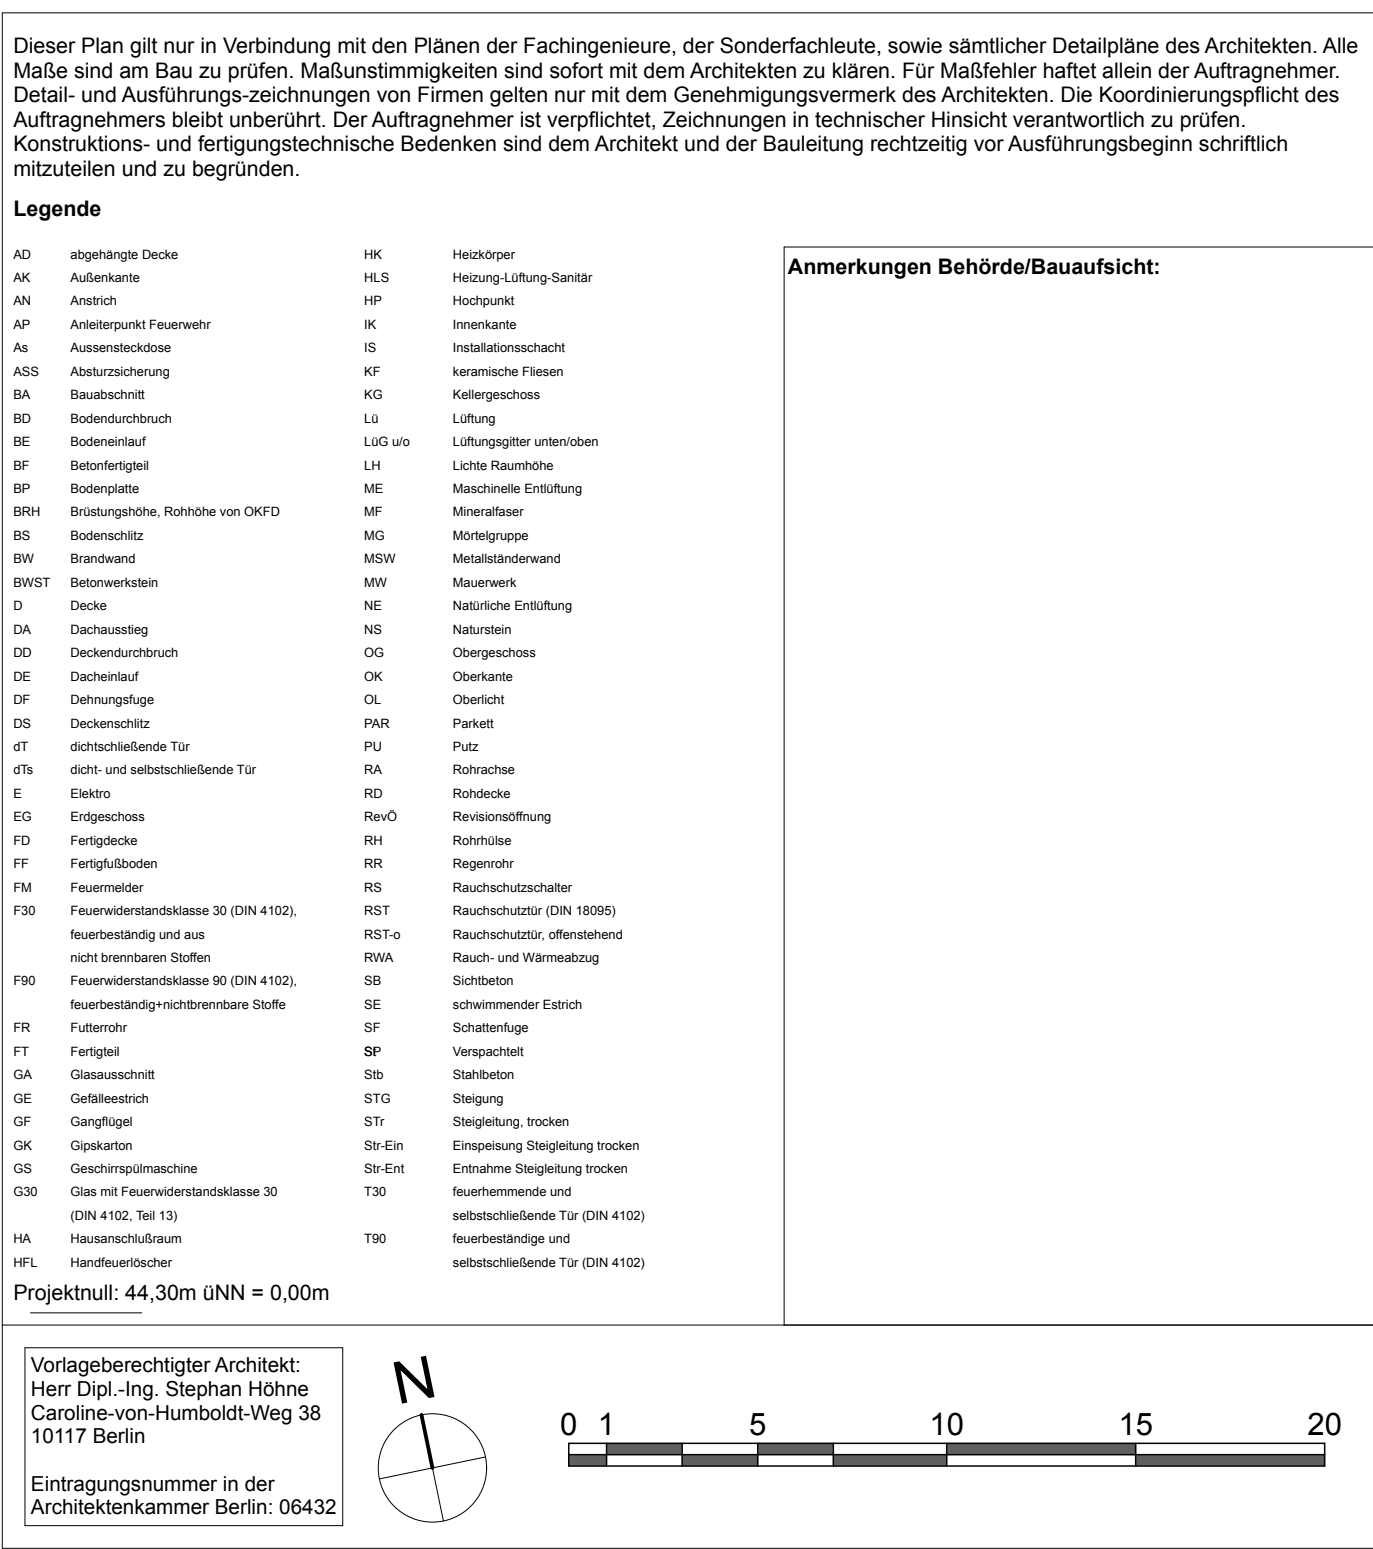 Dieser Plan gilt nur in Verbindung mit den Plänen der Fachingenieure, der Sonderfachleute, sowie sämtlicher Detailpläne des Architekten. Alle
Maße sind am Bau zu prüfen. Maßunstimmigkeiten sind sofort mit dem Architekten zu klären. Für Maßfehler haftet allein der Auftragnehmer.
Detail- und Ausführungs-zeichnungen von Firmen gelten nur mit dem Genehmigungsvermerk des Architekten. Die Koordinierungspflicht des
Auftragnehmers bleibt unberührt. Der Auftragnehmer ist verpflichtet, Zeichnungen in technischer Hinsicht verantwortlich zu prüfen.
Konstruktions- und fertigungstechnische Bedenken sind dem Architekt und der Bauleitung rechtzeitig vor Ausführungsbeginn schriftlich
mitzuteilen und zu begründen.
Legende
AD abgehängte Decke
AK Außenkante
AN Anstrich
AP Anleiterpunkt Feuerwehr
As Aussensteckdose
ASS Absturzsicherung
BA Bauabschnitt
BD Bodendurchbruch
BE Bodeneinlauf
BF Betonfertigteil
BP Bodenplatte
BRH Brüstungshöhe, Rohhöhe von OKFD
BS Bodenschlitz
BW Brandwand
BWST Betonwerkstein
D Decke
DA Dachausstieg
DD Deckendurchbruch
DE Dacheinlauf
DF Dehnungsfuge
DS Deckenschlitz
dT dichtschließende Tür
dTs dicht- und selbstschließende Tür
E Elektro
EG Erdgeschoss
FD Fertigdecke
FF Fertigfußboden
FM Feuermelder
F30 Feuerwiderstandsklasse 30 (DIN 4102),
feuerbeständig und aus
nicht brennbaren Stoffen
F90 Feuerwiderstandsklasse 90 (DIN 4102),
feuerbeständig+nichtbrennbare Stoffe
FR Futterrohr
FT Fertigteil
GA Glasausschnitt
GE Gefälleestrich
GF Gangflügel
GK Gipskarton
GS Geschirrspülmaschine
G30 Glas mit Feuerwiderstandsklasse 30
(DIN 4102, Teil 13)
HA Hausanschlußraum
HFL Handfeuerlöscher
HK Heizkörper
HLS Heizung-Lüftung-Sanitär
HP Hochpunkt
IK Innenkante
IS Installationsschacht
KF keramische Fliesen
KG Kellergeschoss
Lü Lüftung
LüG u/o Lüftungsgitter unten/oben
LH Lichte Raumhöhe
ME Maschinelle Entlüftung
MF Mineralfaser
MG Mörtelgruppe
MSW Metallständerwand
MW Mauerwerk
NE Natürliche Entlüftung
NS Naturstein
OG Obergeschoss
OK Oberkante
OL Oberlicht
PAR Parkett
PU Putz
RA Rohrachse
RD Rohdecke
RevÖ Revisionsöffnung
RH Rohrhülse
RR Regenrohr
RS Rauchschutzschalter
RST Rauchschutztür (DIN 18095)
RST-o Rauchschutztür, offenstehend
RWA Rauch- und Wärmeabzug
SB Sichtbeton
SE schwimmender Estrich
SF Schattenfuge
SP Verspachtelt
Stb Stahlbeton
STG Steigung
STr Steigleitung, trocken
Str-Ein Einspeisung Steigleitung trocken
Str-Ent Entnahme Steigleitung trocken
T30 feuerhemmende und
selbstschließende Tür (DIN 4102)
T90 feuerbeständige und
selbstschließende Tür (DIN 4102)
Anmerkungen Behörde/Bauaufsicht:
Projektnull: 44,30m üNN = 0,00m
Vorlageberechtigter Architekt:
Herr Dipl.-Ing. Stephan Höhne
Caroline-von-Humboldt-Weg 38
10117 Berlin
Eintragungsnummer in der
Architektenkammer Berlin: 06432
N
0 1 5 10 15 20